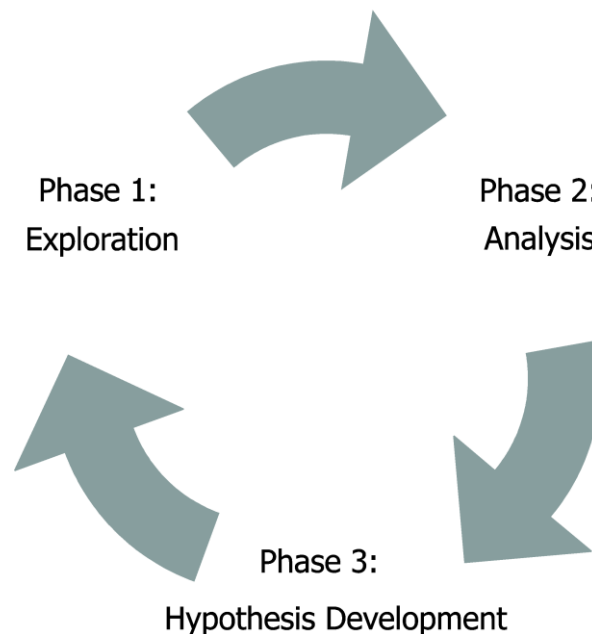 Phase 1:
Exploration
Phase 2:
Analysis
Phase 3:
Hypothesis Development